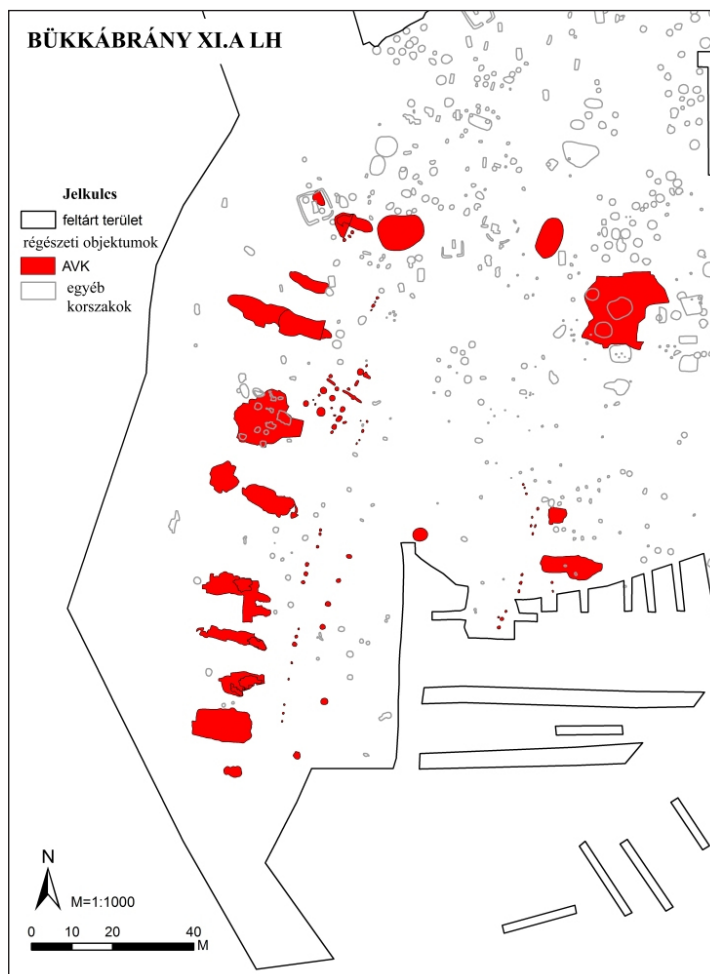 BÜKKÁBRÁNY XI.A LH
Jelkulcs
feltárt terület
régészeti objektumok
AVK
egyéb
korszakok
N
M=1:1000
0 10 20 40
M